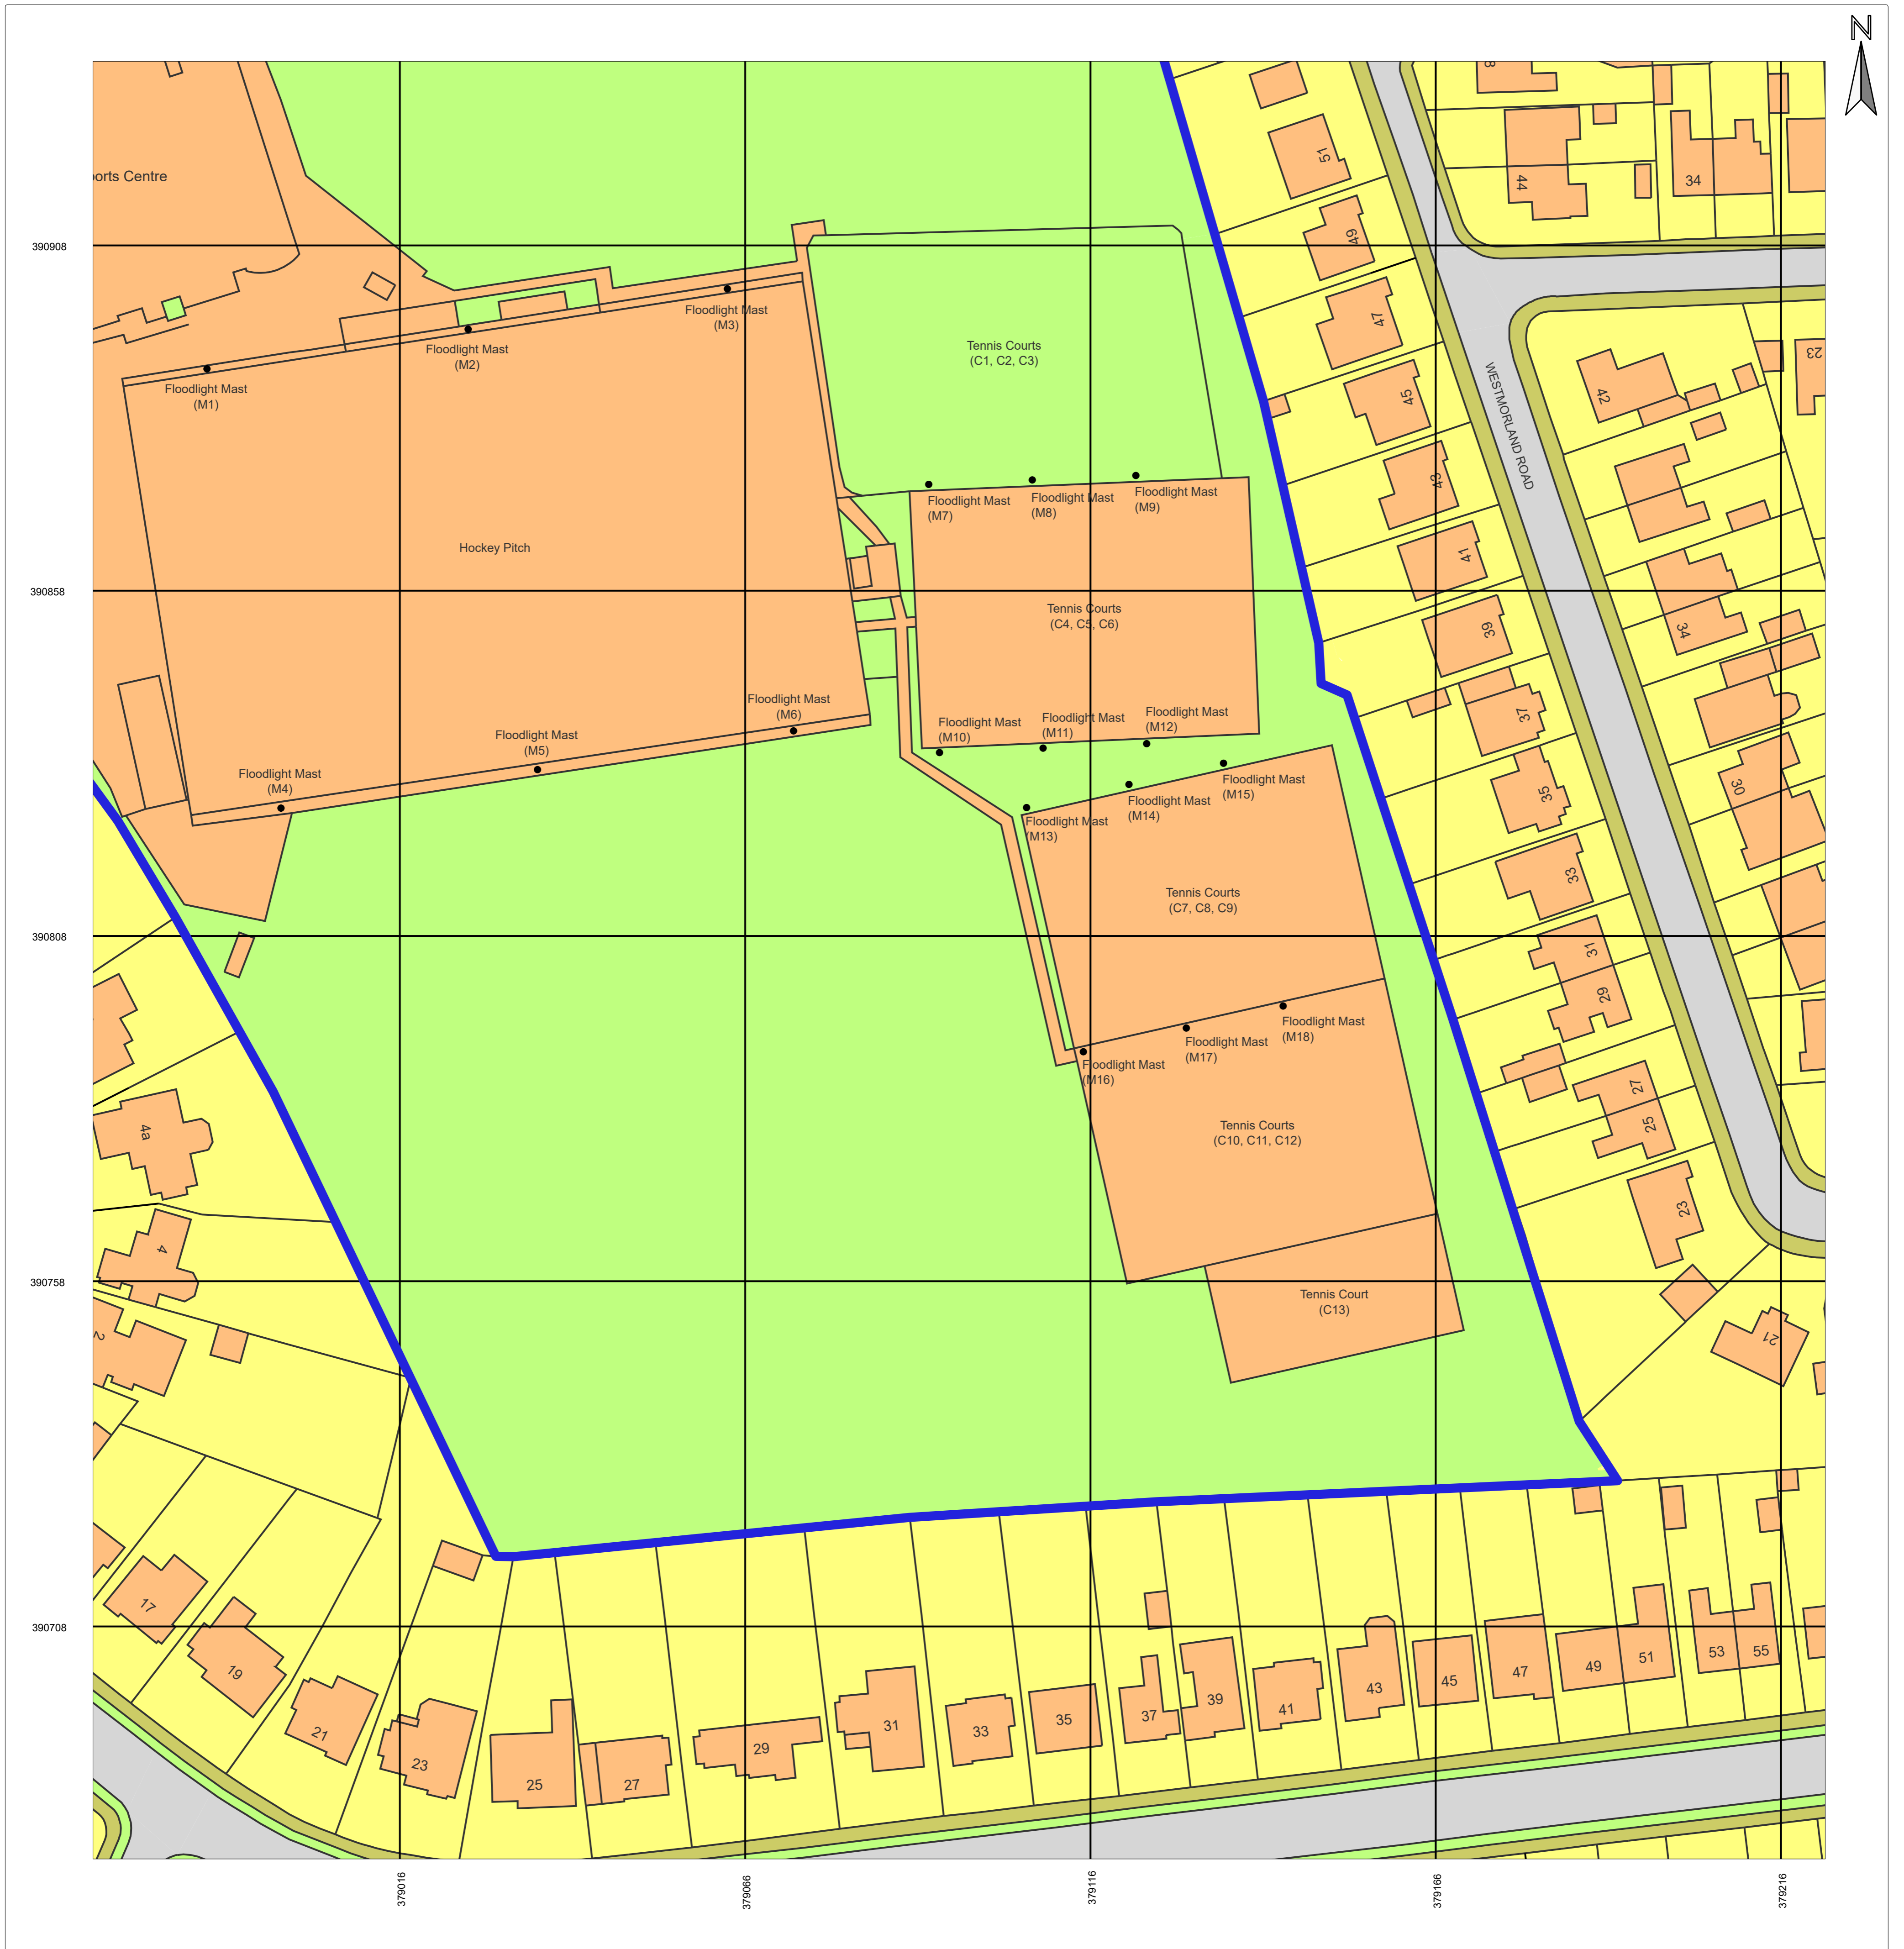 N
8
51
44
34
orts Centre
49
390908
47
Floodlight Mast
(M3)
Floodlight Mast
(M2)
Tennis Courts
(C1, C2, C3)
23
Floodlight Mast
(M1)
45
42
WESTMORLAND ROAD
43
Floodlight Mast
(M7)
Floodlight Mast
(M8)
Floodlight Mast
(M9)
Hockey Pitch
41
390858
Tennis Courts
(C4, C5, C6)
39
34
Floodlight Mast
(M6)
Floodlight Mast
(M10)
Floodlight Mast
(M11)
Floodlight Mast
(M12)
37
Floodlight Mast
(M5)
Floodlight Mast
(M4)
Floodlight Mast
(M15)
35
30
Floodlight Mast
(M14)
Floodlight Mast
(M13)
33
Tennis Courts
(C7, C8, C9)
390808
31
29
Floodlight Mast
(M18)
Floodlight Mast
(M17)
Floodlight Mast
(M16)
27
25
4a
Tennis Courts
(C10, C11, C12)
23
4
390758
Tennis Court
(C13)
2
21
17
390708
19
21
23
25
27
29
31
33
35
37
39
41
43
45
47
49
51
53
55
379016
379066
379116
379166
379216